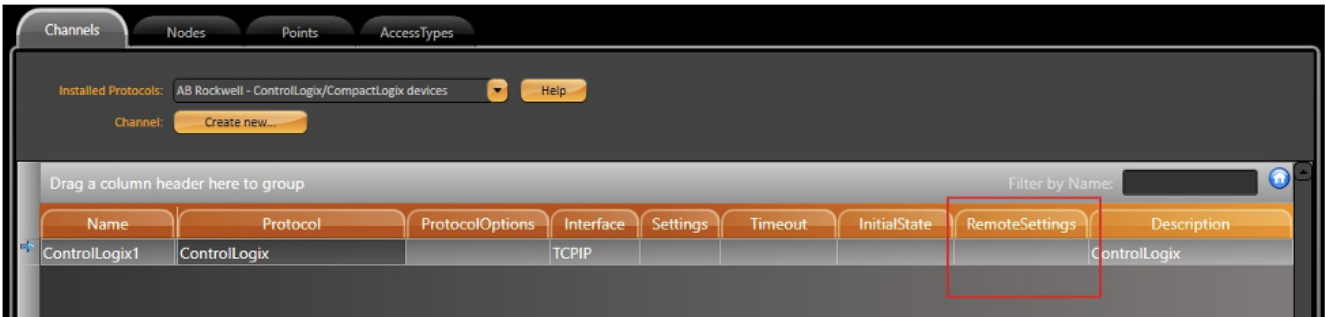 Channels Nodes Points AccessTypes
Installed Protocols: AB Rockwell - ControlLogix/CompactLogix devices Help
Channel: Create new...
Drag a column header here to group Filter by Name:
Name Protocol ProtocolOptions Interface Settings Timeout InitialState RemoteSettings Description
ControlLogix1 ControlLogix TCPIP ControlLogix